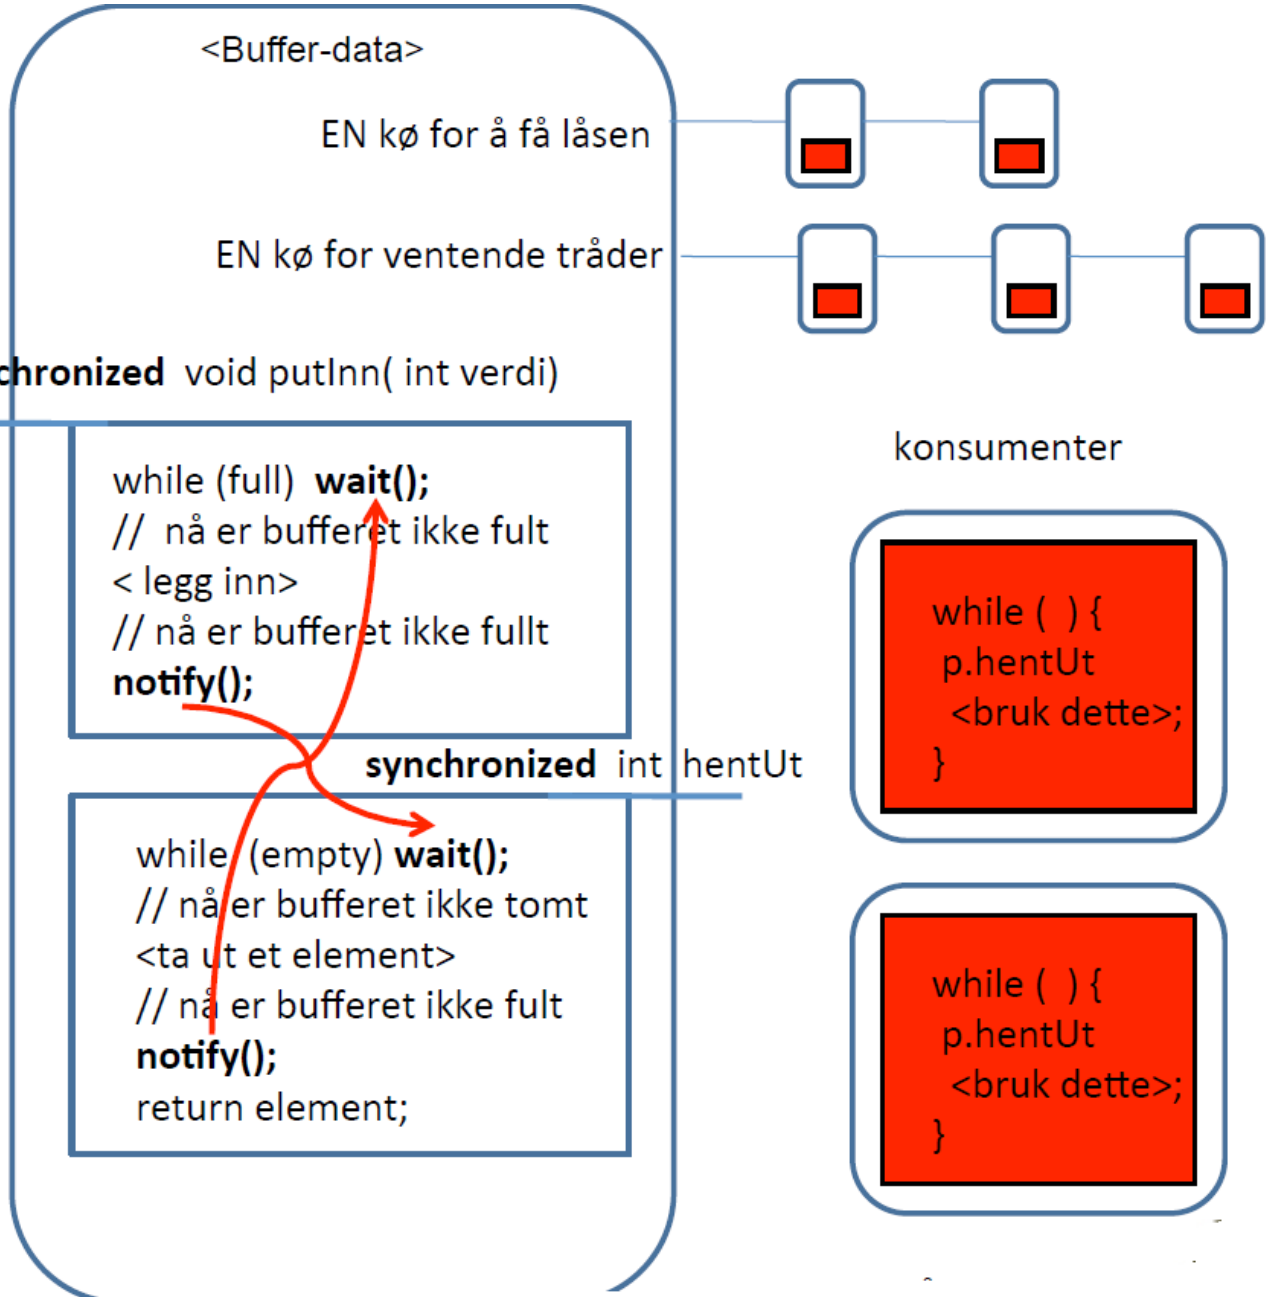 <Buffer-data>
EN kø for å få låsen
EN kø for ventende tråder
chronized void putInn( int verdi)
while (full) wait();
// nå er bufferet ikke fult
< legg inn>
// nå er bufferet ikke fullt
notify();
synchronized int hentUt
while (empty) wait();
// nå er bufferet ikke tomt
<ta ut et element>
// nå er bufferet ikke fult
notify();
return element;
konsumenter
while ( ) {
p.hentUt
<bruk dette>;
}
while ( ) {
p.hentUt
<bruk dette>;
}